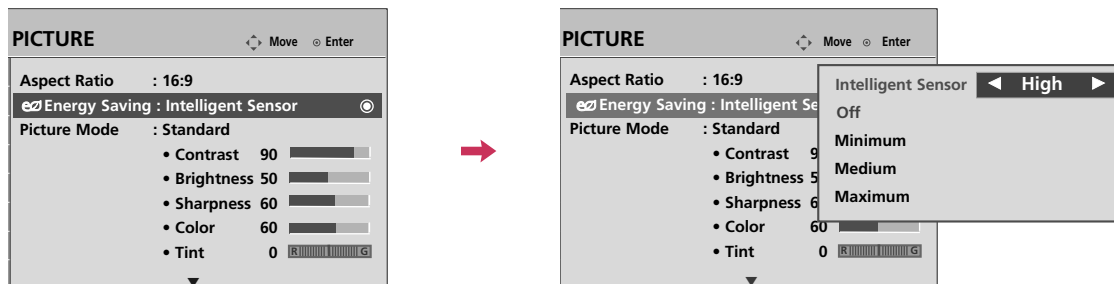 PICTURE Move Enter
Aspect Ratio : 16:9
Energy Saving : Intelligent Sensor
Picture Mode : Standard
• Contrast 90
• Brightness 50
• Sharpness 60
• Color 60
• Tint 0 R G
PICTURE Move Enter
Aspect Ratio : 16:9
Energy Saving : Intelligent Se
Picture Mode : Standard
• Contrast 9
• Brightness 5
• Sharpness 6
• Color 60
• Tint 0 R G
Intelligent Sensor ◀ High ▶
Off
Minimum
Medium
Maximum